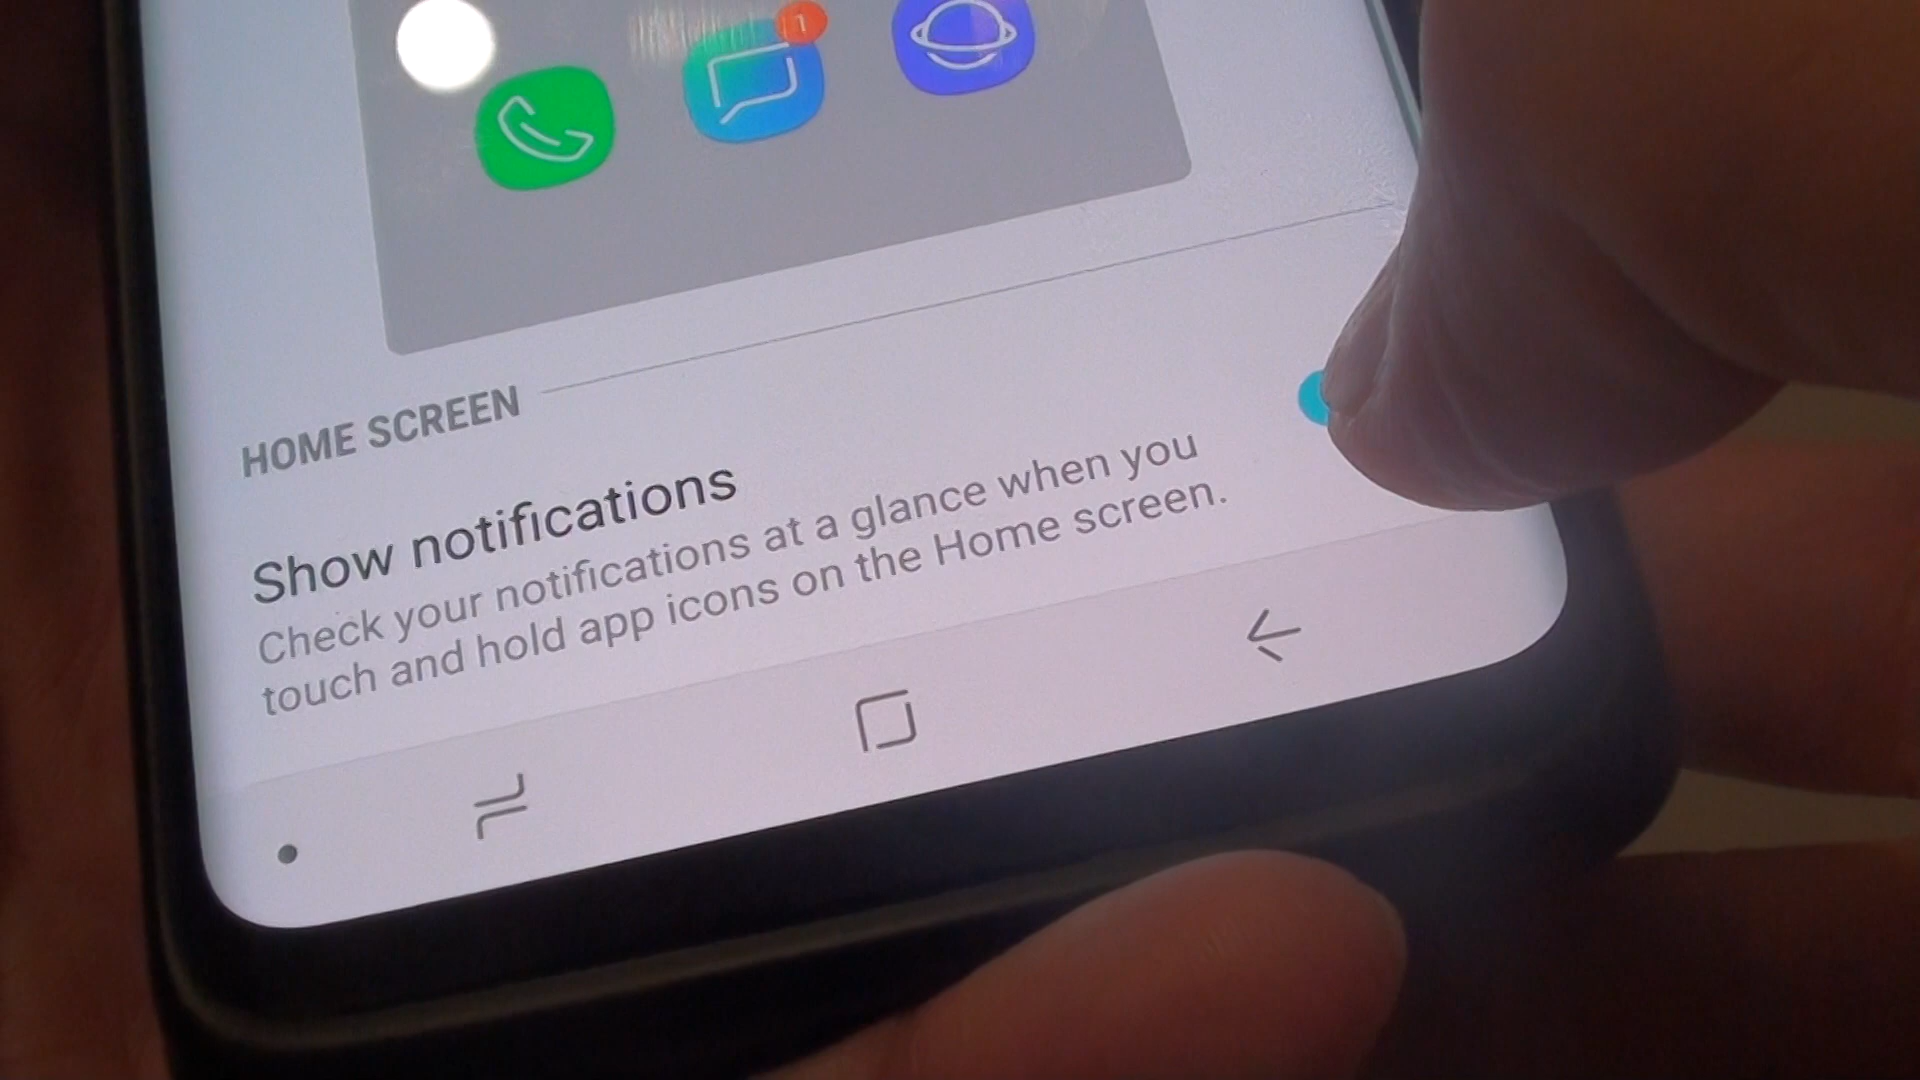 1
HOME SCREEN
Show notifications
Check your notifications at a glance when you
touch and hold app icons on the Home screen.